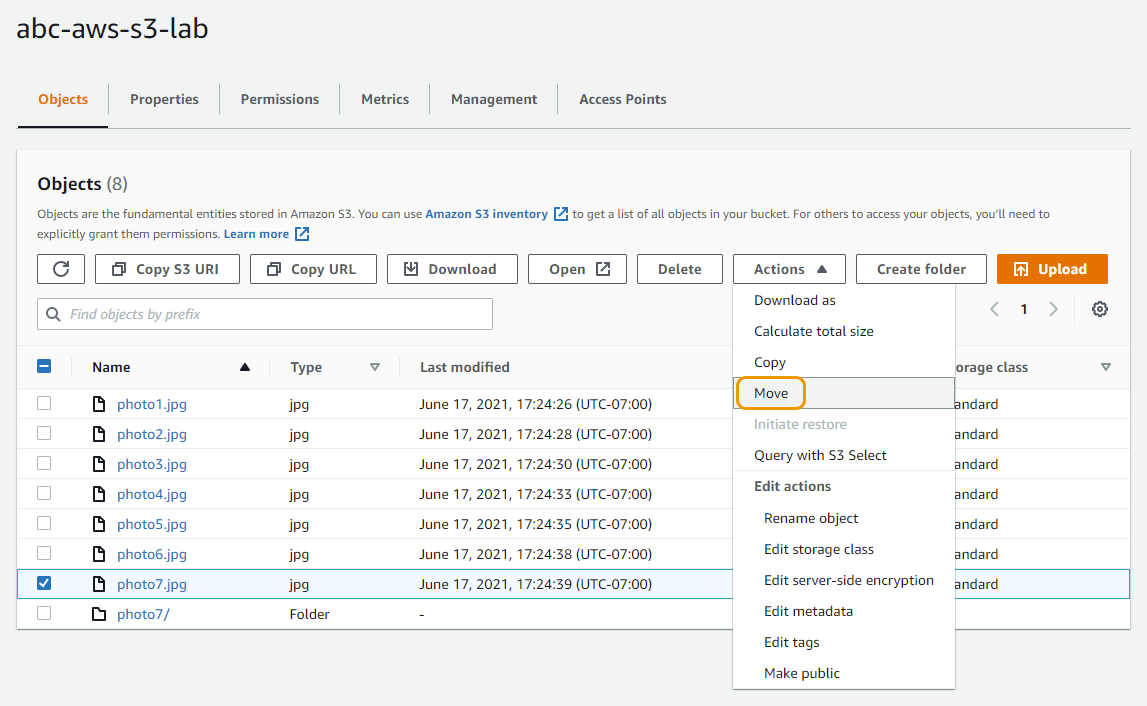 abc-aws-s3-lab
Objects Properties Permissions Metrics Management Access Points
Objects (8)
Objects are the fundamental entities stored in Amazon S3. You can use Amazon S3 inventory to get a list of all objects in your bucket. For others to access your objects, you'll need to
explicitly grant them permissions. Learn more
Copy S3 URI Copy URL Download Open Delete Actions Create folder Upload
Find objects by prefix
1
Download as
Calculate total size
Copy
Move
Initiate restore
Query with S3 Select
Edit actions
Rename object
Edit storage class
Edit server-side encryption
Edit metadata
Edit tags
Make public
Name Type Last modified orage class
photo1.jpg jpg June 17, 2021, 17:24:26 (UTC-07:00) andard
photo2.jpg jpg June 17, 2021, 17:24:28 (UTC-07:00) andard
photo3.jpg jpg June 17, 2021, 17:24:30 (UTC-07:00) andard
photo4.jpg jpg June 17, 2021, 17:24:33 (UTC-07:00) andard
photo5.jpg jpg June 17, 2021, 17:24:35 (UTC-07:00) andard
photo6.jpg jpg June 17, 2021, 17:24:38 (UTC-07:00) andard
photo7.jpg jpg June 17, 2021, 17:24:39 (UTC-07:00) andard
photo7/ Folder -